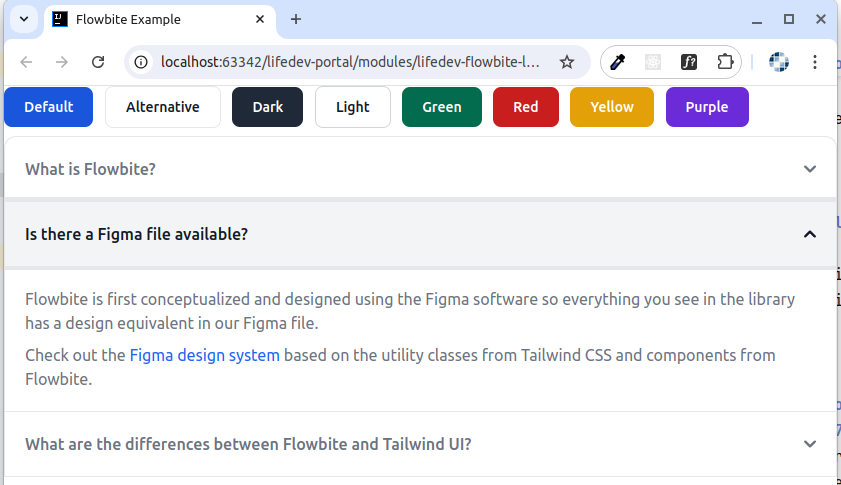 Flowbite Example
localhost:63342/lifedev-portal/modules/lifedev-flowbite-l…
f?
Default Alternative Dark Light Green Red Yellow Purple
What is Flowbite?
Is there a Figma file available?
Flowbite is first conceptualized and designed using the Figma software so everything you see in the library
has a design equivalent in our Figma file.
Check out the Figma design system based on the utility classes from Tailwind CSS and components from
Flowbite.
What are the differences between Flowbite and Tailwind UI?